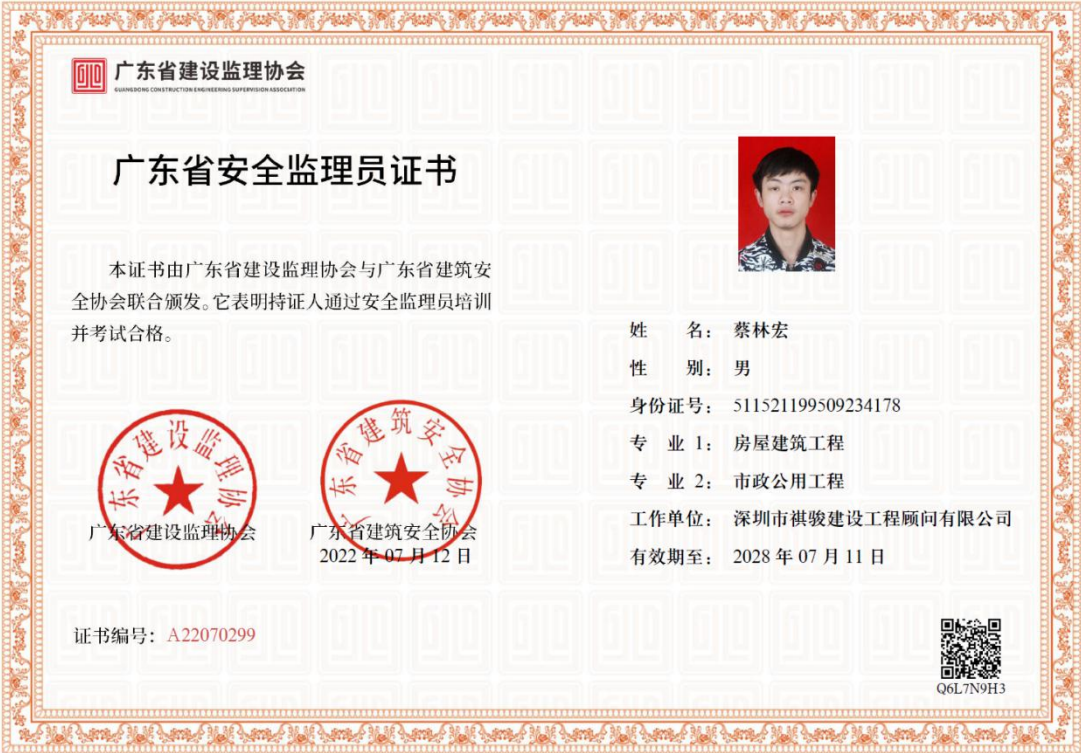 广东省建设监理协会
GUANGDONG CONSTRUCTION ENGINEERING SUPERVISION ASSOCIATION
广东省安全监理员证书
本证书由广东省建设监理协会与广东省建筑安
全协会联合颁发。它表明持证人通过安全监理员培训
并考试合格。
广东省建设监理协会
广东省建筑安全协会
广东省建设监理协会
广东省建筑安全协会
2022 年 07 月 12 日
证书编号：A22070299
姓 名：蔡林宏
性 别：男
身份证号：511521199509234178
专 业 1：房屋建筑工程
专 业 2：市政公用工程
工作单位：深圳市祺骏建设工程顾问有限公司
有效期至：2028 年 07 月 11 日
Q6L7N9H3